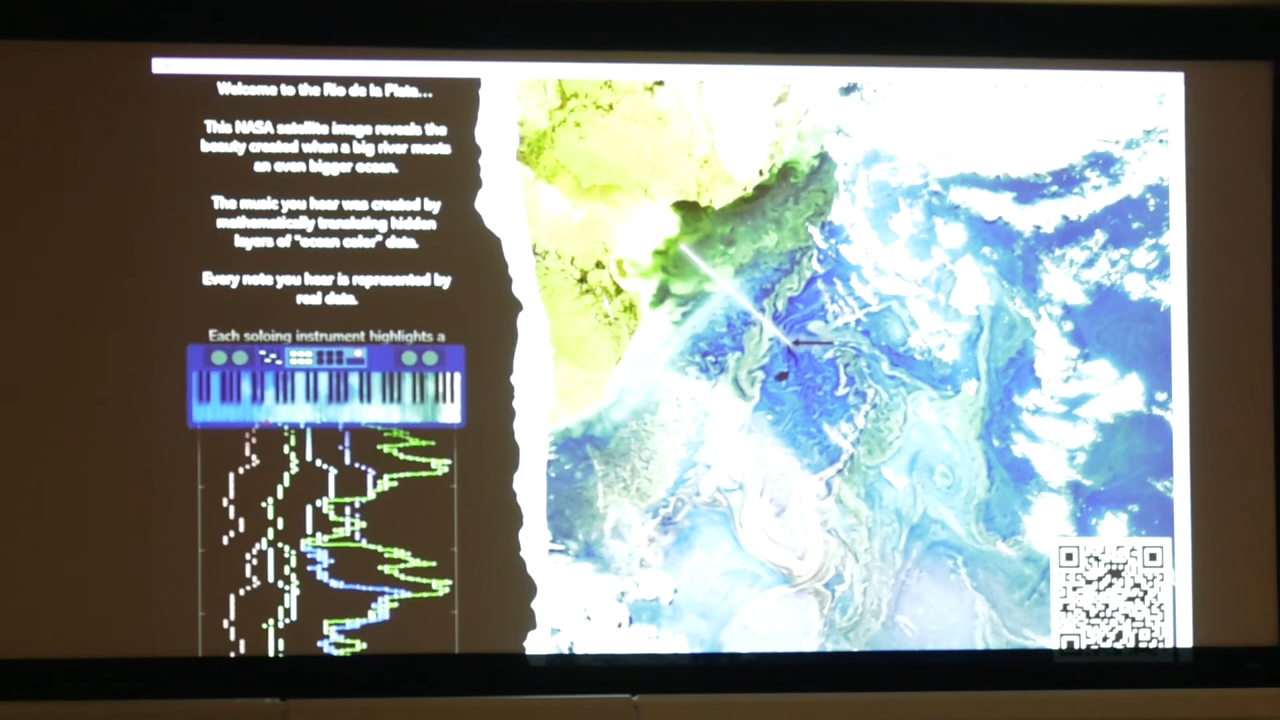 Welcome to the Rio de la Plata...
This NASA satellite image reveals the
beauty created when a big river meets
an even bigger ocean.
The music you hear was created by
mathematically translating hidden
layers of "ocean color" data.
Every note you hear is represented by
real data.
Each soloing instrument highlights a